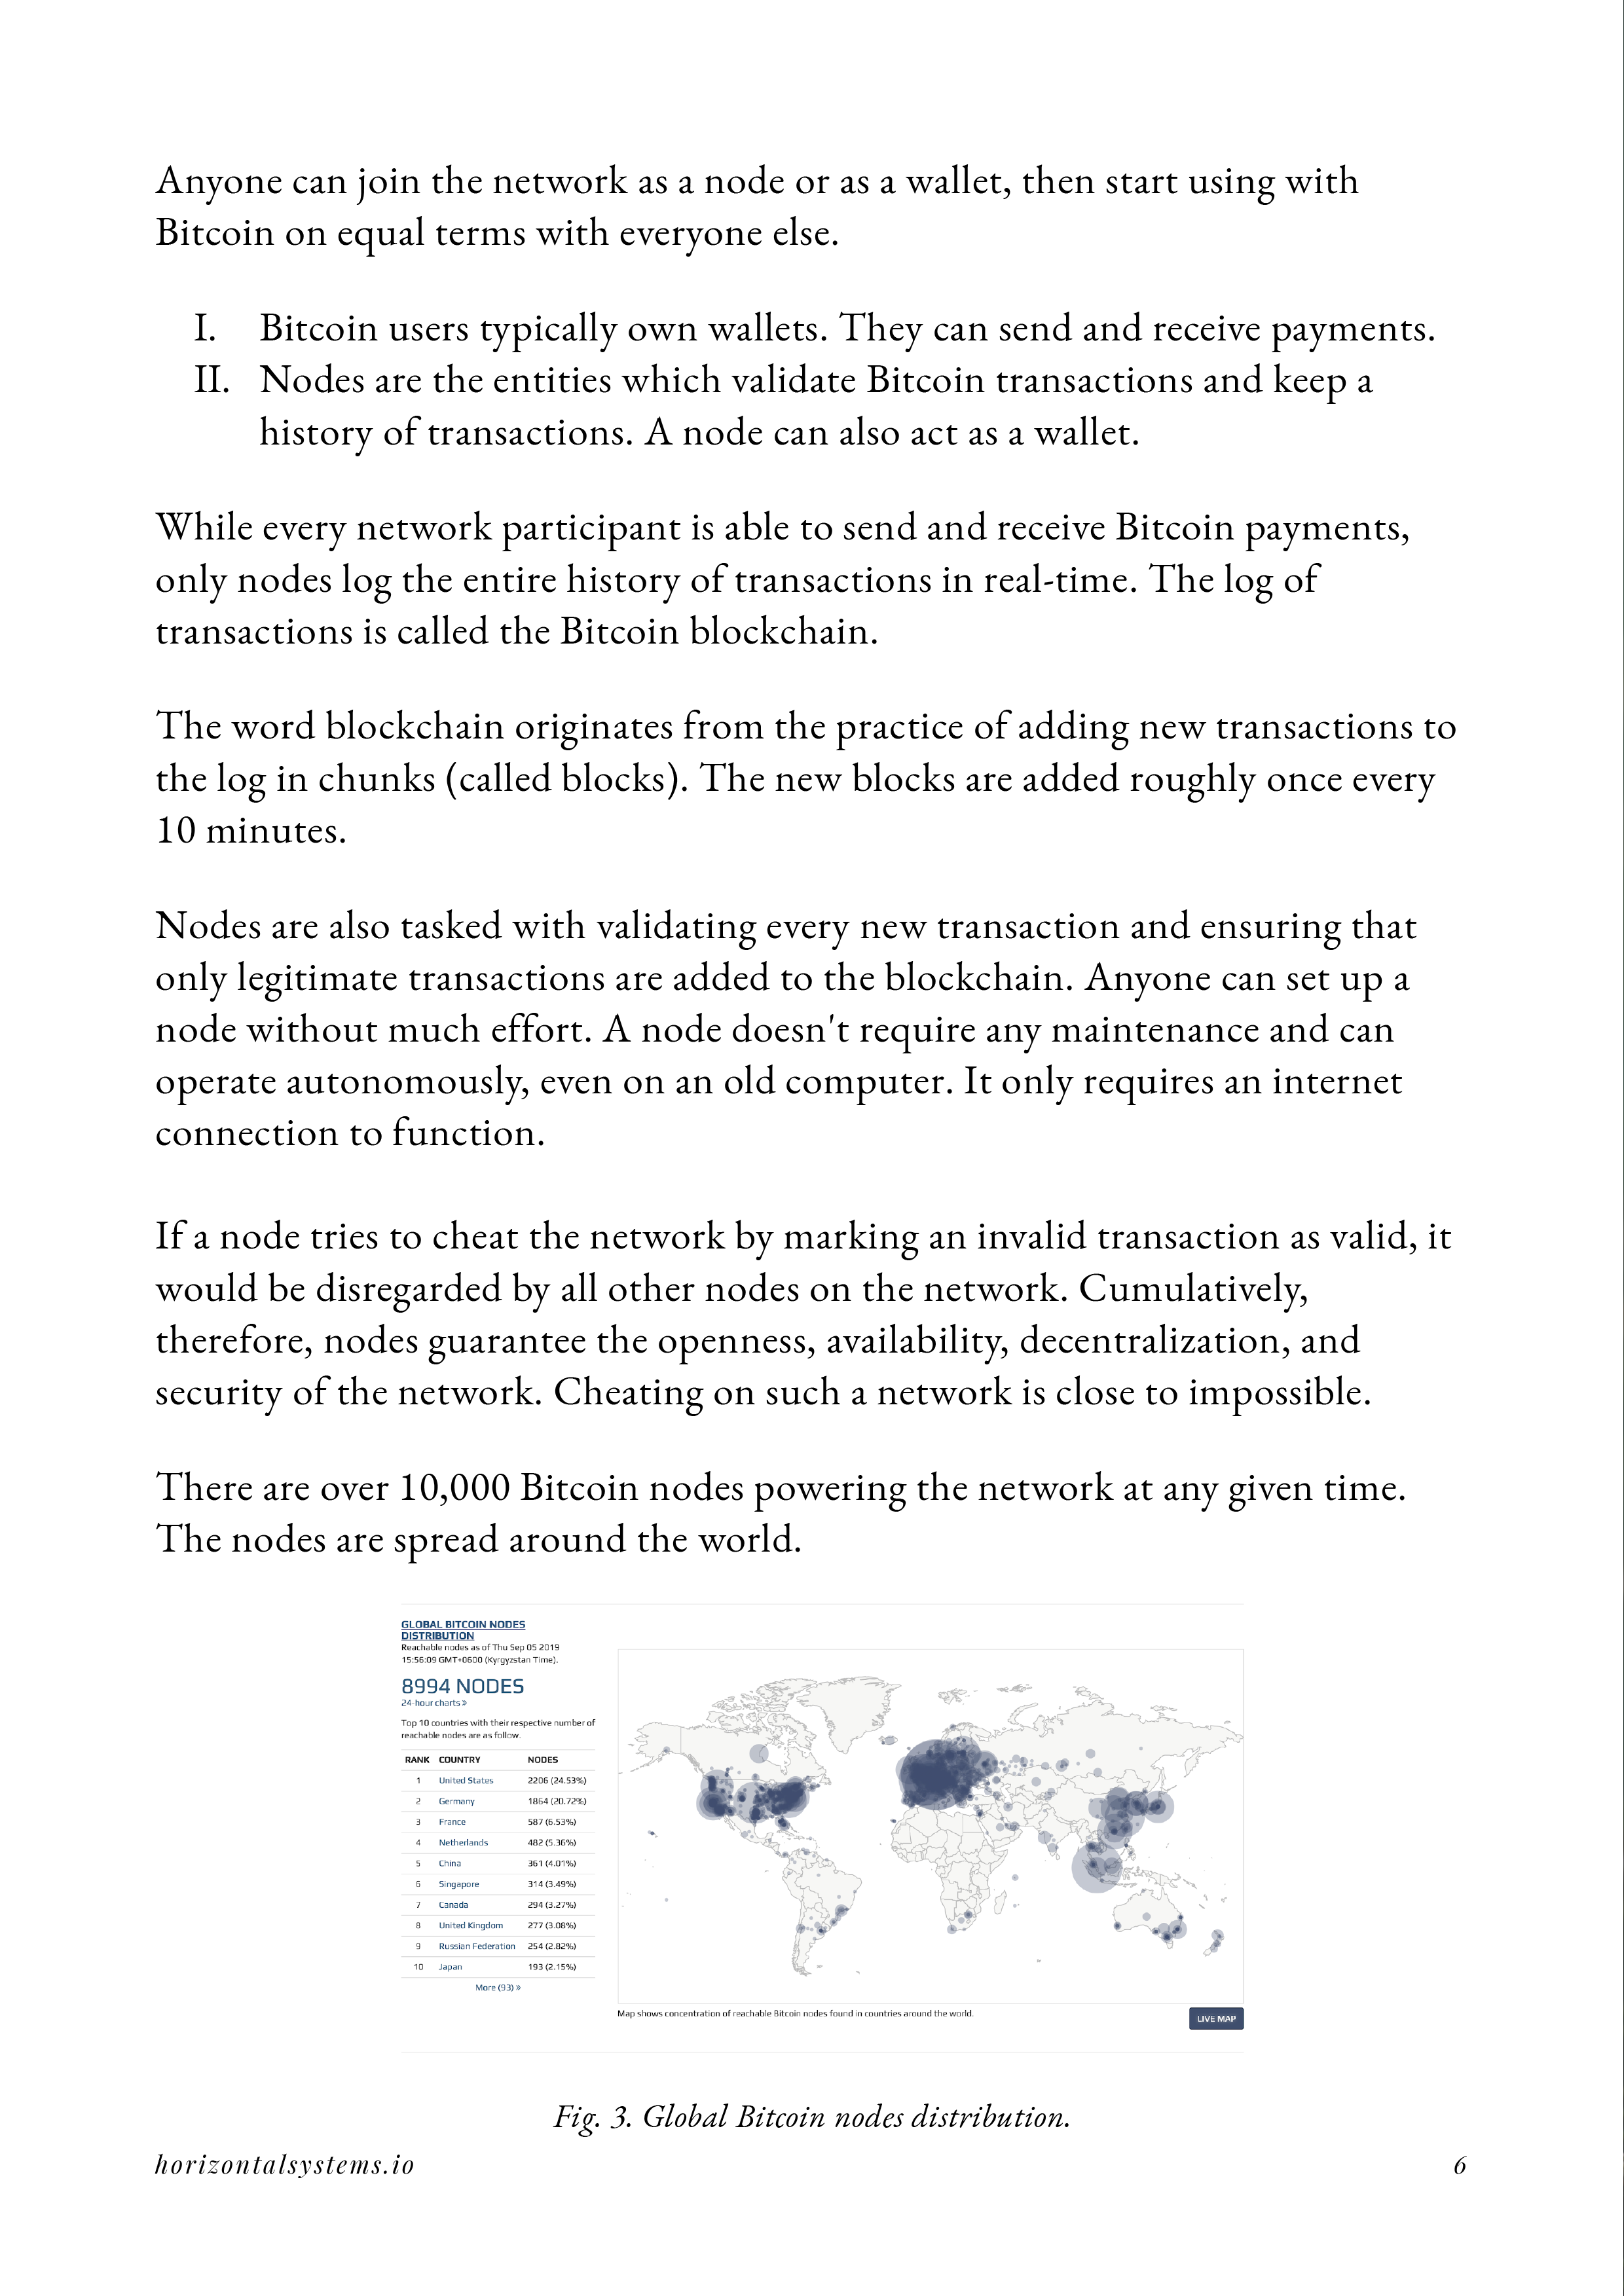 Anyone can join the network as a node or as a wallet, then start using with
Bitcoin on equal terms with everyone else.
I. Bitcoin users typically own wallets. They can send and receive payments.
II. Nodes are the entities which validate Bitcoin transactions and keep a
history of transactions. A node can also act as a wallet.
While every network participant is able to send and receive Bitcoin payments,
only nodes log the entire history of transactions in real-time. The log of
transactions is called the Bitcoin blockchain.
The word blockchain originates from the practice of adding new transactions to
the log in chunks (called blocks). The new blocks are added roughly once every
10 minutes.
Nodes are also tasked with validating every new transaction and ensuring that
only legitimate transactions are added to the blockchain. Anyone can set up a
node without much effort. A node doesn't require any maintenance and can
operate autonomously, even on an old computer. It only requires an internet
connection to function.
If a node tries to cheat the network by marking an invalid transaction as valid, it
would be disregarded by all other nodes on the network. Cumulatively,
therefore, nodes guarantee the openness, availability, decentralization, and
security of the network. Cheating on such a network is close to impossible.
There are over 10,000 Bitcoin nodes powering the network at any given time.
The nodes are spread around the world.
GLOBAL BITCOIN NODES
DISTRIBUTION
Reachable nodes as of Thu Sep 05 2019
15:56:09 GMT+0600 (Kyrgyzstan Time).
8994 NODES
24-hour charts »
Top 10 countries with their respective number of
reachable nodes are as follow.
RANK COUNTRY NODES
1 United States 2206 (24.53%)
2 Germany 1864 (20.72%)
3 France 587 (6.53%)
4 Netherlands 482 (5.36%)
5 China 361 (4.01%)
6 Singapore 314 (3.49%)
7 Canada 294 (3.27%)
8 United Kingdom 277 (3.08%)
9 Russian Federation 254 (2.82%)
10 Japan 193 (2.15%)
More (93) »
Map shows concentration of reachable Bitcoin nodes found in countries around the world.
LIVE MAP
Fig. 3. Global Bitcoin nodes distribution.
horizontalsystems.io 6